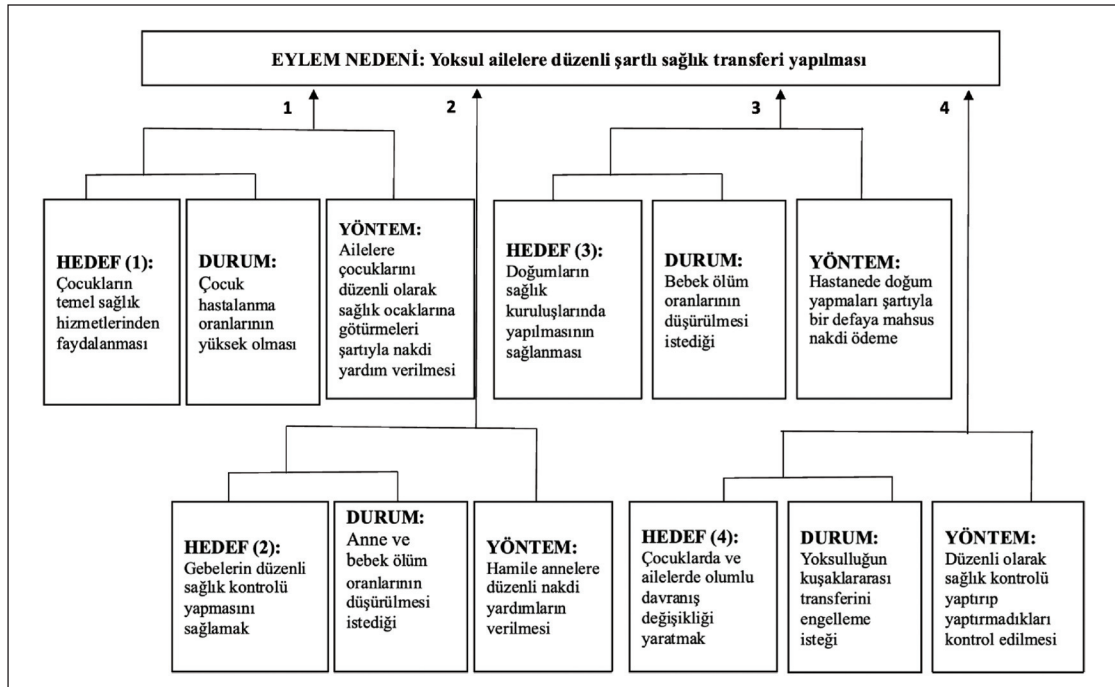 EYLEM NEDENİ: Yoksul ailelere düzenli şartlı sağlık transferi yapılması
1
2
3
4
HEDEF (1):
Çocukların
temel sağlık
hizmetlerinden
faydalanması
DURUM:
Çocuk
hastalanma
oranlarının
yüksek olması
YÖNTEM:
Ailelere
çocuklarını
düzenli olarak
sağlık ocaklarına
götürmeleri
şartıyla nakdi
yardım verilmesi
HEDEF (3):
Doğumların
sağlık
kuruluşlarında
yapılmasının
sağlanması
DURUM:
Bebek ölüm
oranlarının
düşürülmesi
istediği
YÖNTEM:
Hastanede doğum
yapmaları şartıyla
bir defaya mahsus
nakdi ödeme
HEDEF (2):
Gebelerin düzenli
sağlık kontrolü
yapmasını
sağlamak
DURUM:
Anne ve
bebek ölüm
oranlarının
düşürülmesi
istediği
YÖNTEM:
Hamile annelere
düzenli nakdi
yardımların
verilmesi
HEDEF (4):
Çocuklarda ve
ailelerde olumlu
davranış
değişikliği
yaratmak
DURUM:
Yoksulluğun
kuşaklararası
transferini
engelleme
isteği
YÖNTEM:
Düzenli olarak
sağlık kontrolü
yaptırıp
yaptırmadıkları
kontrol edilmesi